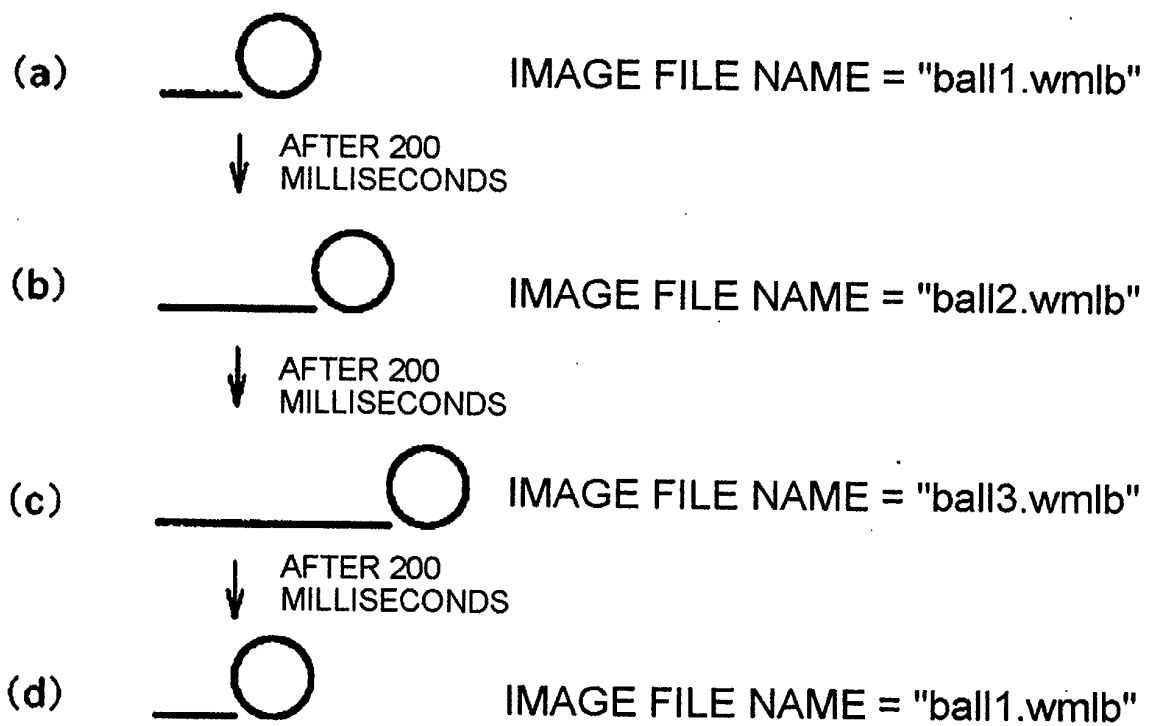 (a) IMAGE FILE NAME = "ball1.wmlb"
AFTER 200
MILLISECONDS
(b) IMAGE FILE NAME = "ball2.wmlb"
AFTER 200
MILLISECONDS
(c) IMAGE FILE NAME = "ball3.wmlb"
AFTER 200
MILLISECONDS
(d) IMAGE FILE NAME = "ball1.wmlb"